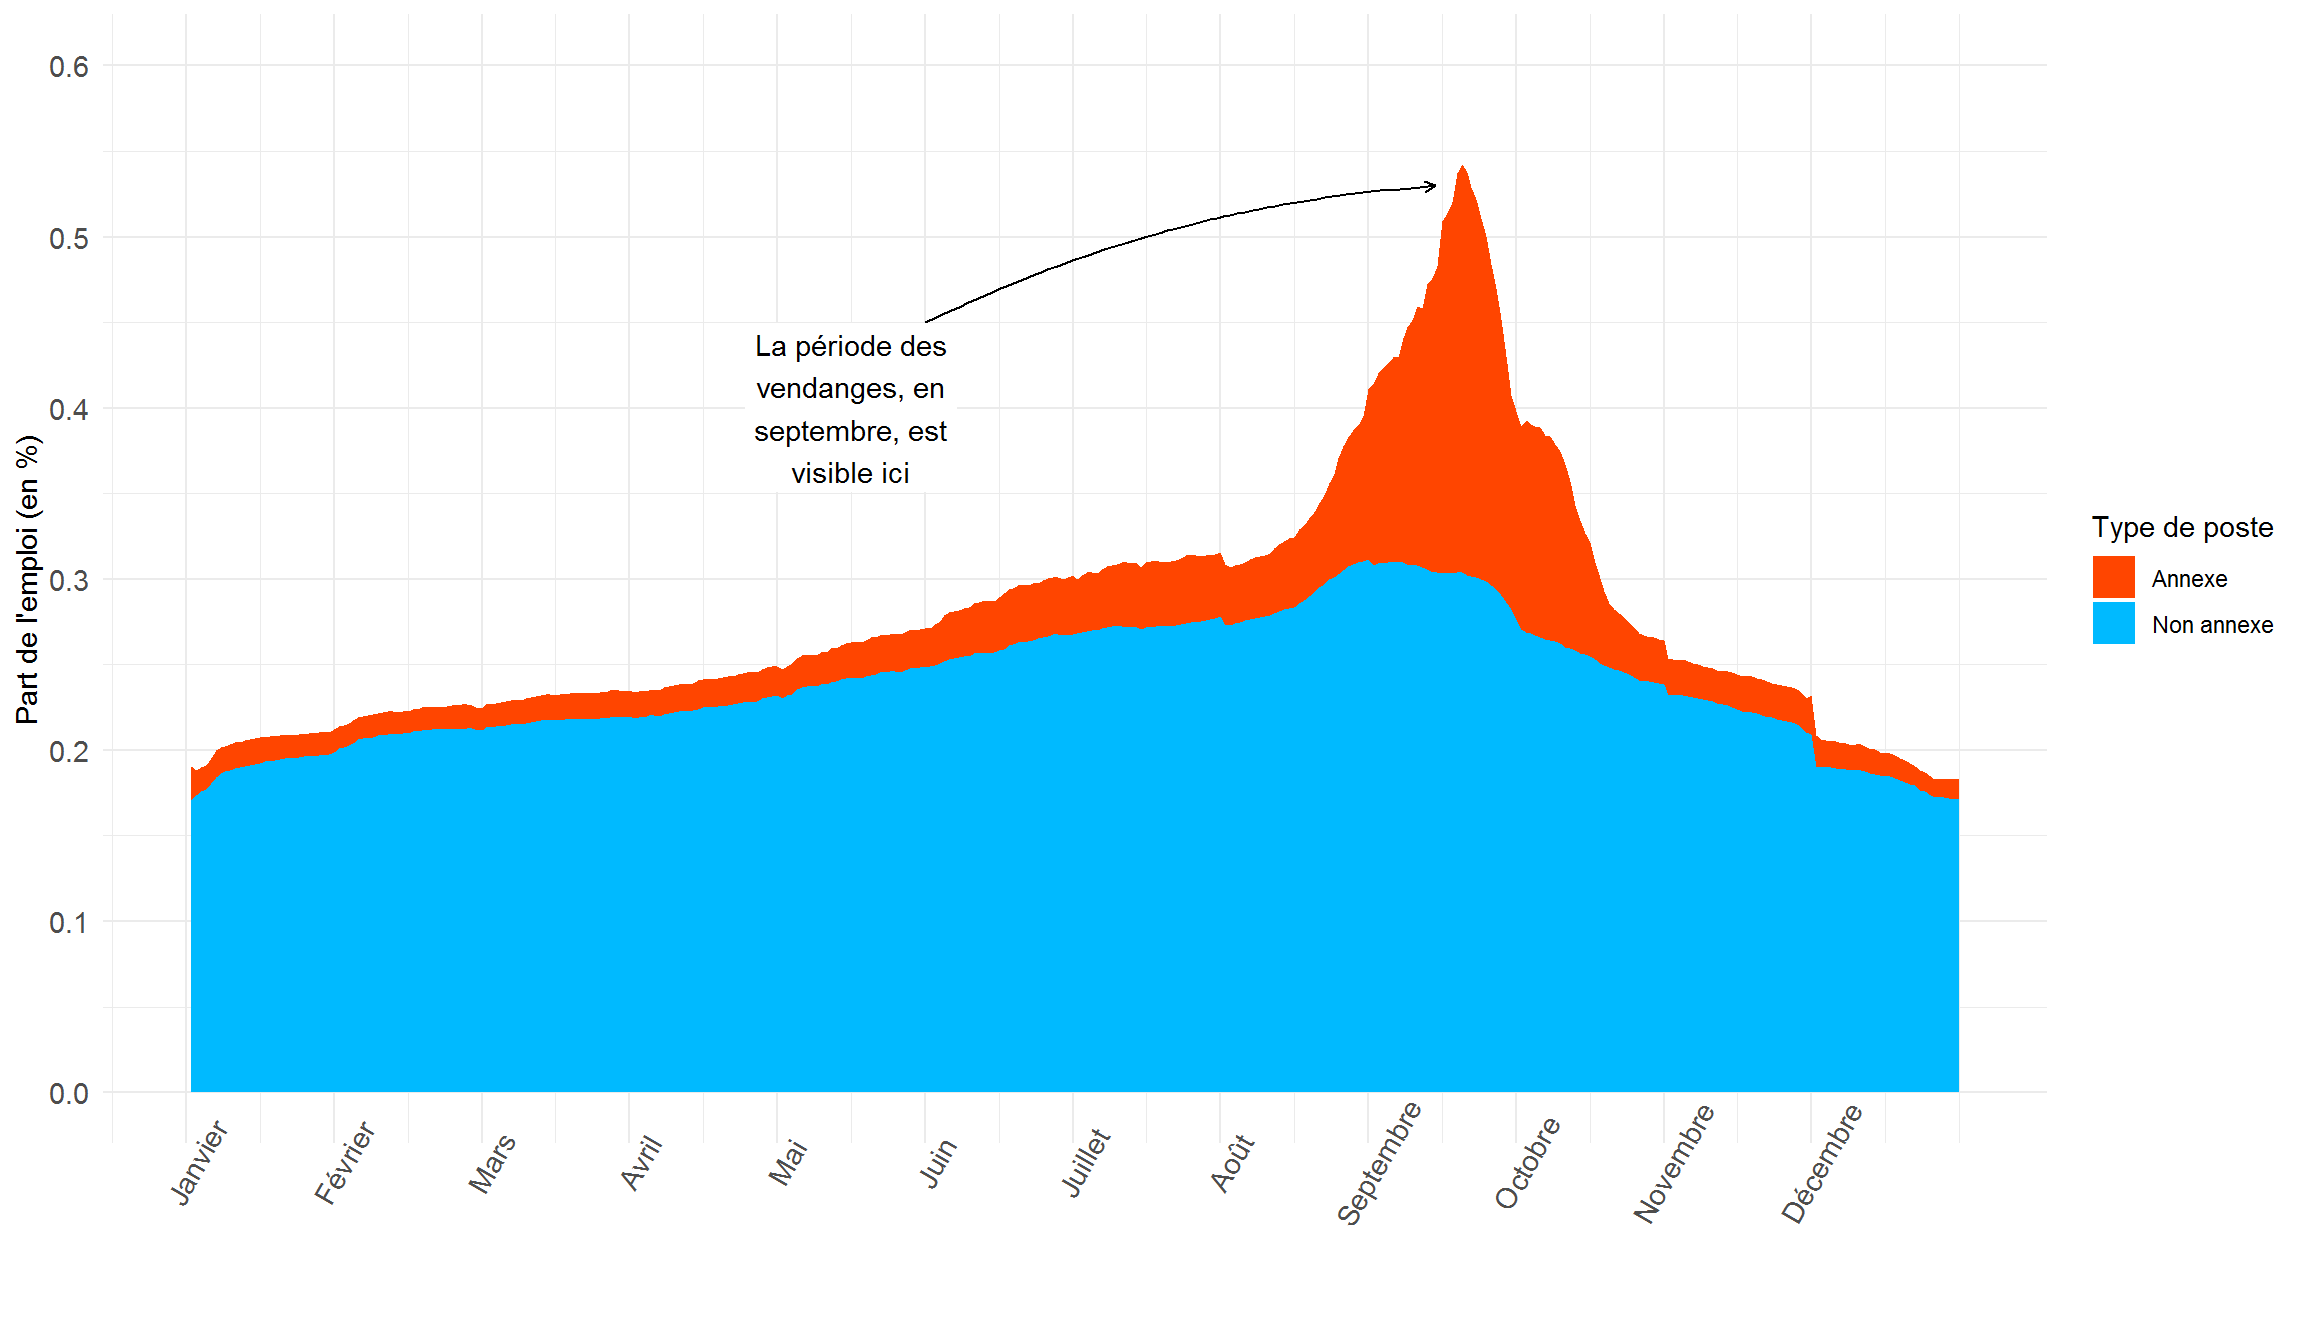 0.6
0.5
0.4
0.3
0.2
0.1
0.0
Part de l'emploi (en %)
La période des
vendanges, en
septembre, est
visible ici
Janvier
Février
Mars
Avril
Mai
Juin
Juillet
Août
Septembre
Octobre
Novembre
Décembre
Type de poste
Annexe
Non annexe